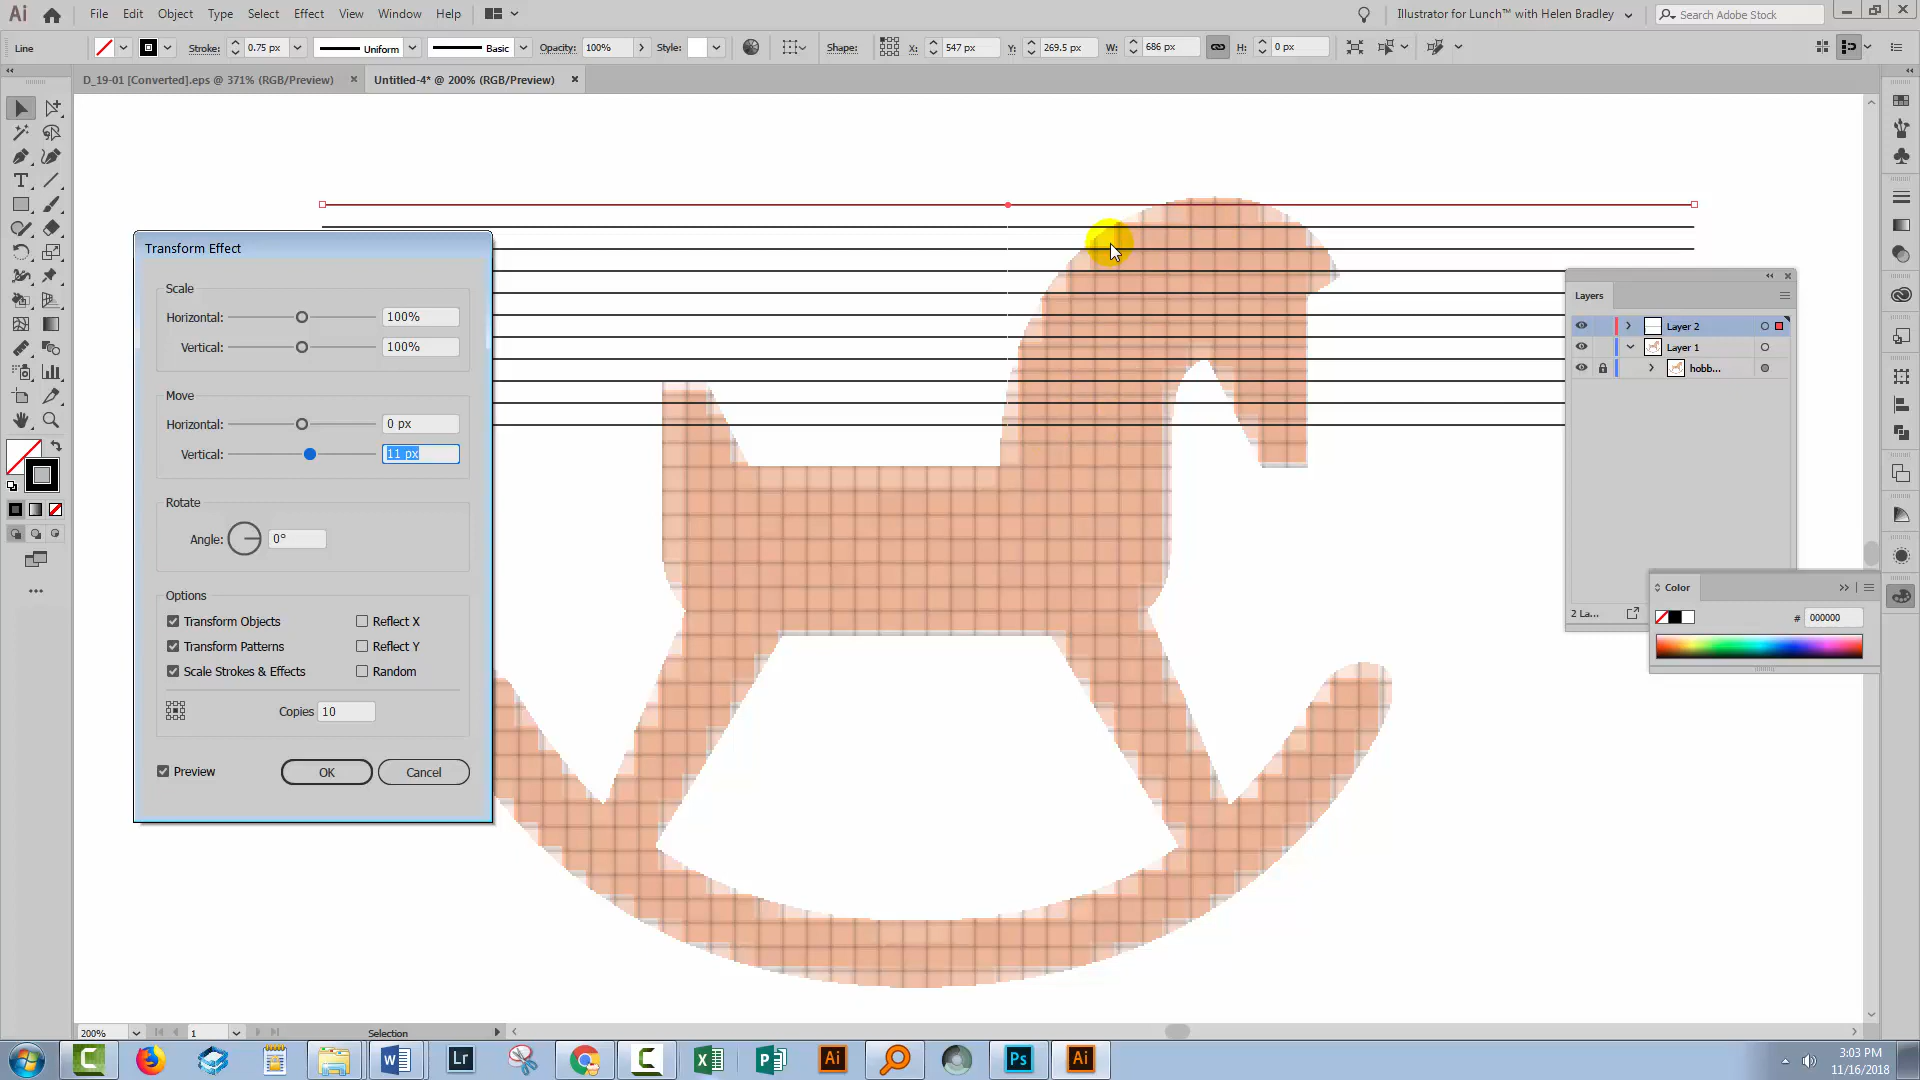 Ai File Edit Object Type Select Effect View Window Help Illustrator for Lunch™ with Helen Bradley Search Adobe Stock
Line Stroke: 0.75 px Uniform Basic Opacity: 100% Style: Shape: X: 547 px Y: 269.5 px W: 686 px H: 0 px
D_19-01 [Converted].eps @ 371% (RGB/Preview) Untitled-4* @ 200% (RGB/Preview)
Transform Effect
Scale
Horizontal: 100%
Vertical: 100%
Move
Horizontal: 0 px
Vertical: 11 px
Rotate
Angle: 0°
Options
Transform Objects Reflect X
Transform Patterns Reflect Y
Scale Strokes & Effects Random
Copies 10
Preview OK Cancel
Layers
Layer 2
Layer 1
hobb...
2 La...
Color
# 000000
200% 1 Selection
Lr Ai Ps Ai
3:03 PM
11/16/2018